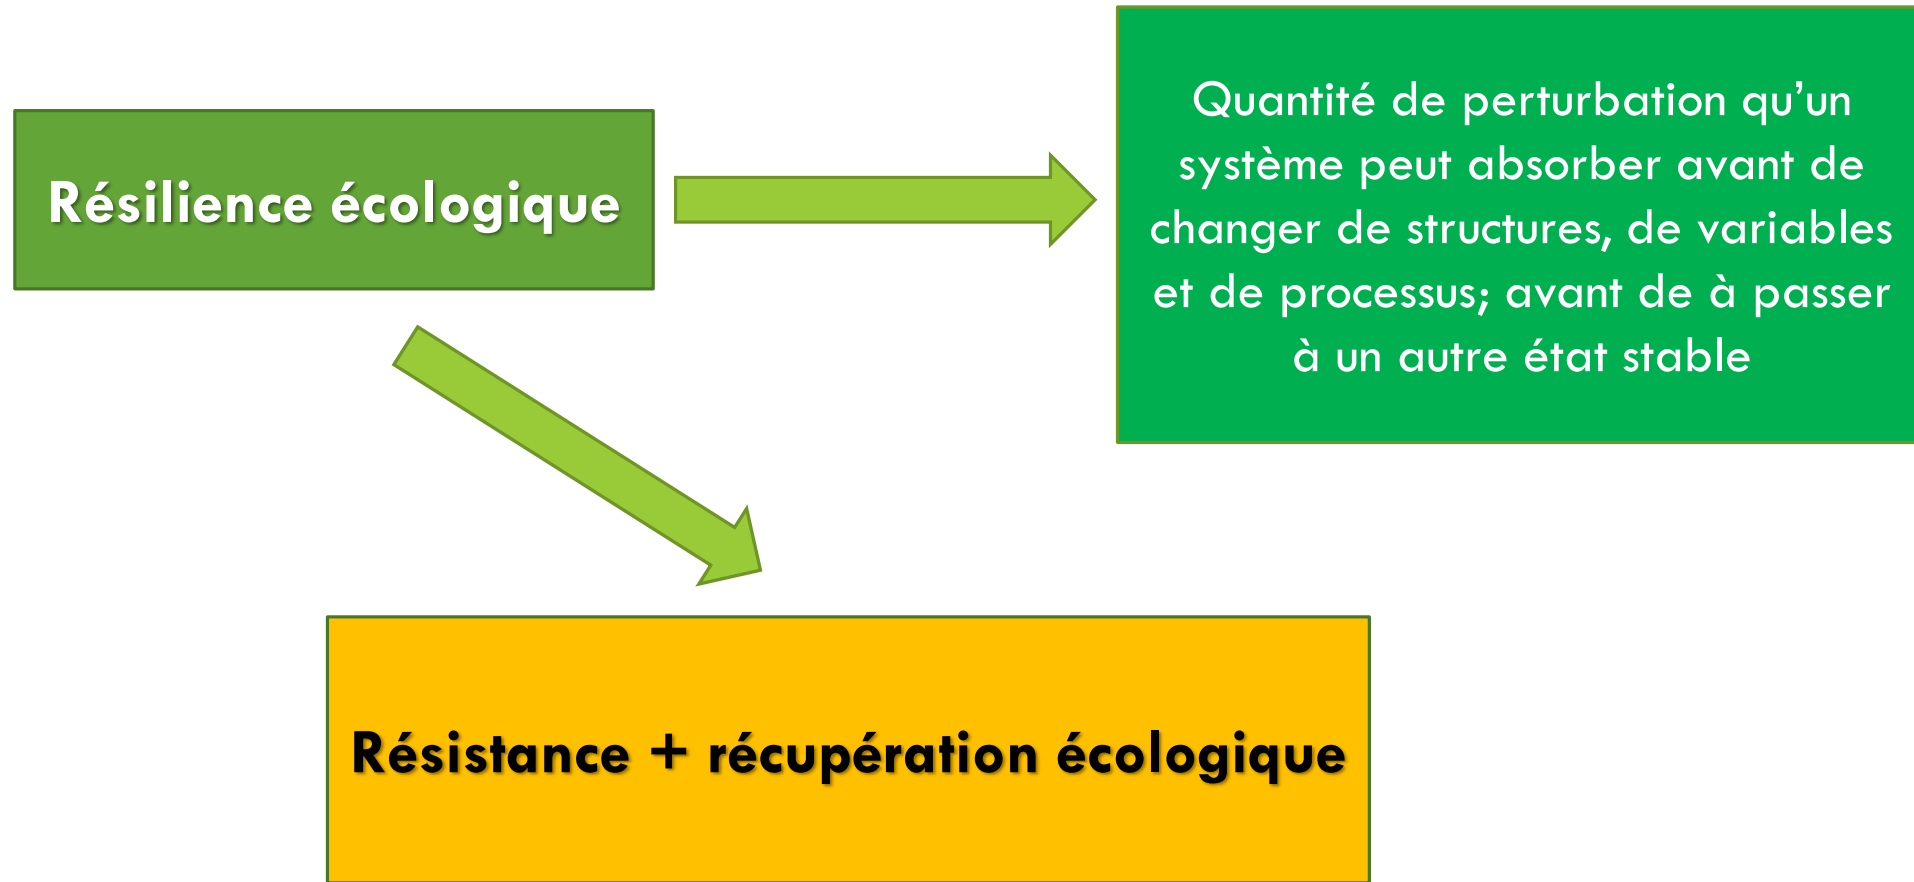 Résilience écologique
Quantité de perturbation qu’un
système peut absorber avant de
changer de structures, de variables
et de processus; avant de à passer
à un autre état stable
Résistance + récupération écologique